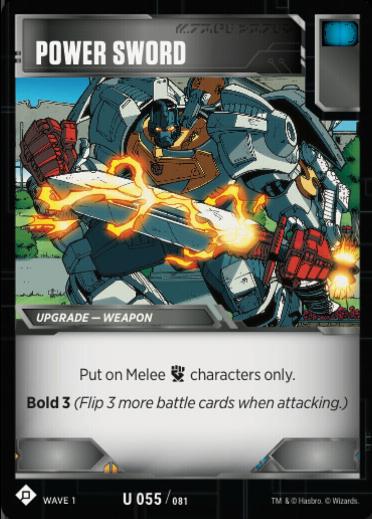 POWER SWORD
UPGRADE — WEAPON
Put on Melee characters only.
Bold 3 (Flip 3 more battle cards when attacking.)
WAVE 1
U 055 / 081
TM & © Hasbro. © Wizards.